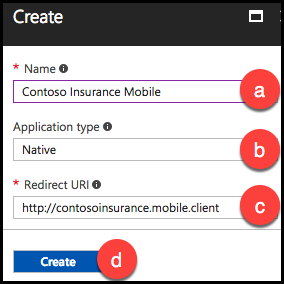 Create
* Name
Contoso Insurance Mobile
a
Application type
Native
b
* Redirect URI
http://contosoinsurance.mobile.client
c
Create
d